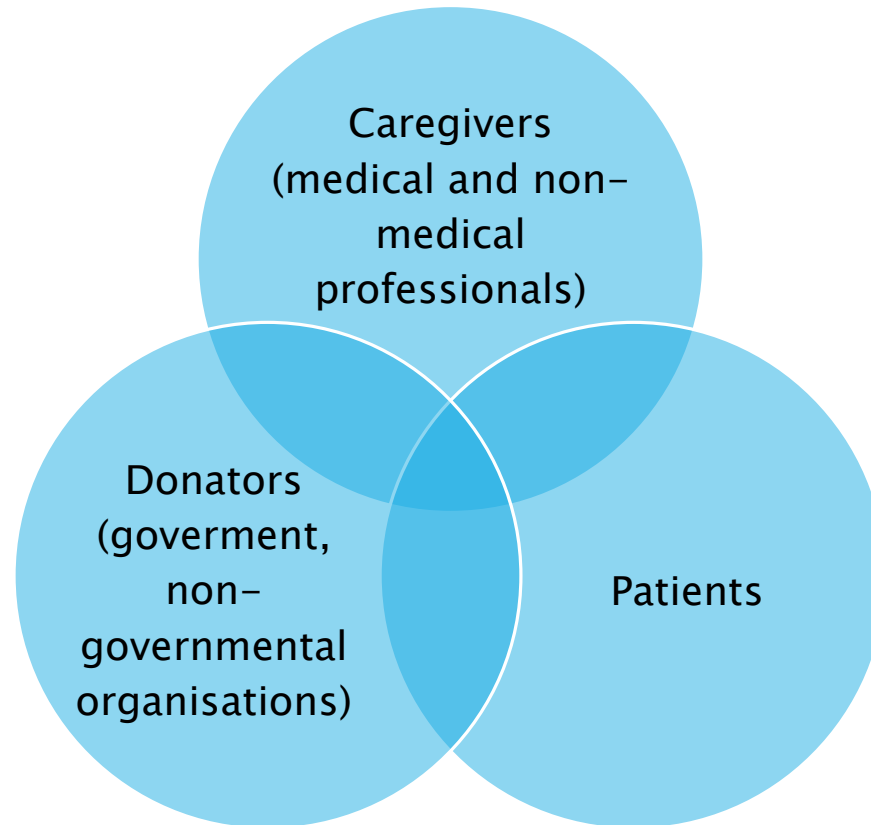 Caregivers
(medical and non-
medical
professionals)
Donators
(goverment,
non-
governmental
organisations)
Patients